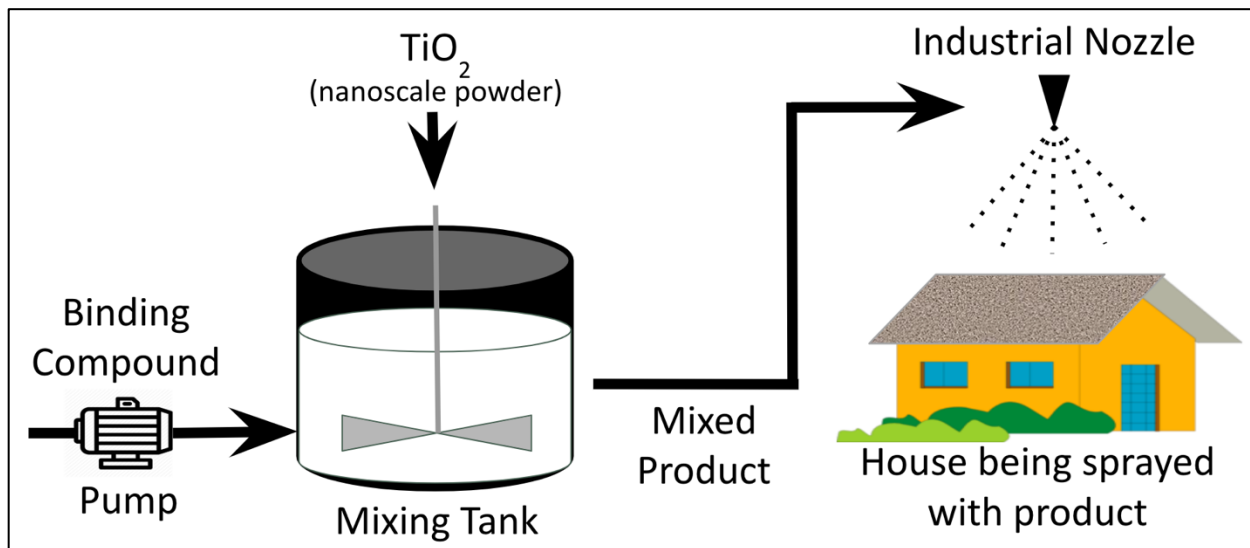 TiO₂
(nanoscale powder)
Industrial Nozzle
Binding
Compound
Pump
Mixing Tank
Mixed
Product
House being sprayed
with product